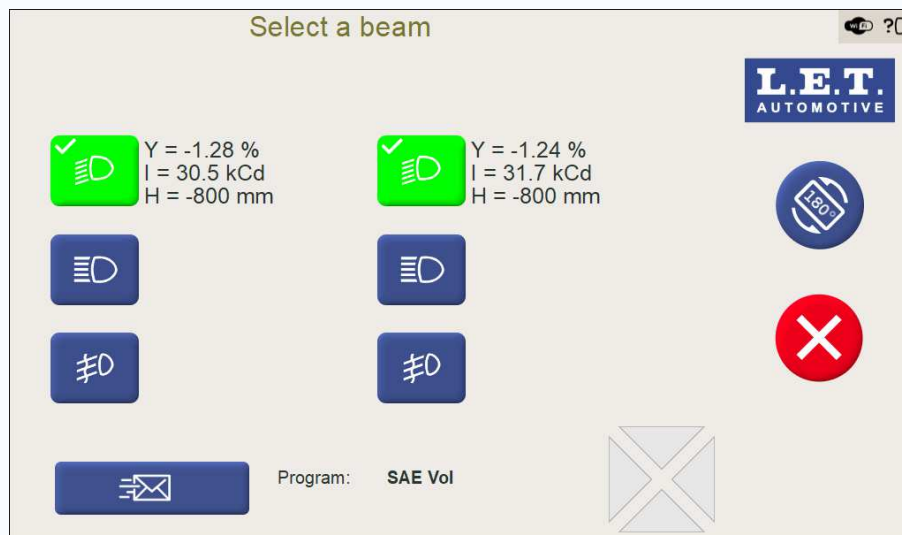 Select a beam
WiFi ?
L.E.T.
AUTOMOTIVE
Y = -1.28 %
I = 30.5 kCd
H = -800 mm
Y = -1.24 %
I = 31.7 kCd
H = -800 mm
180°
Program: SAE Vol